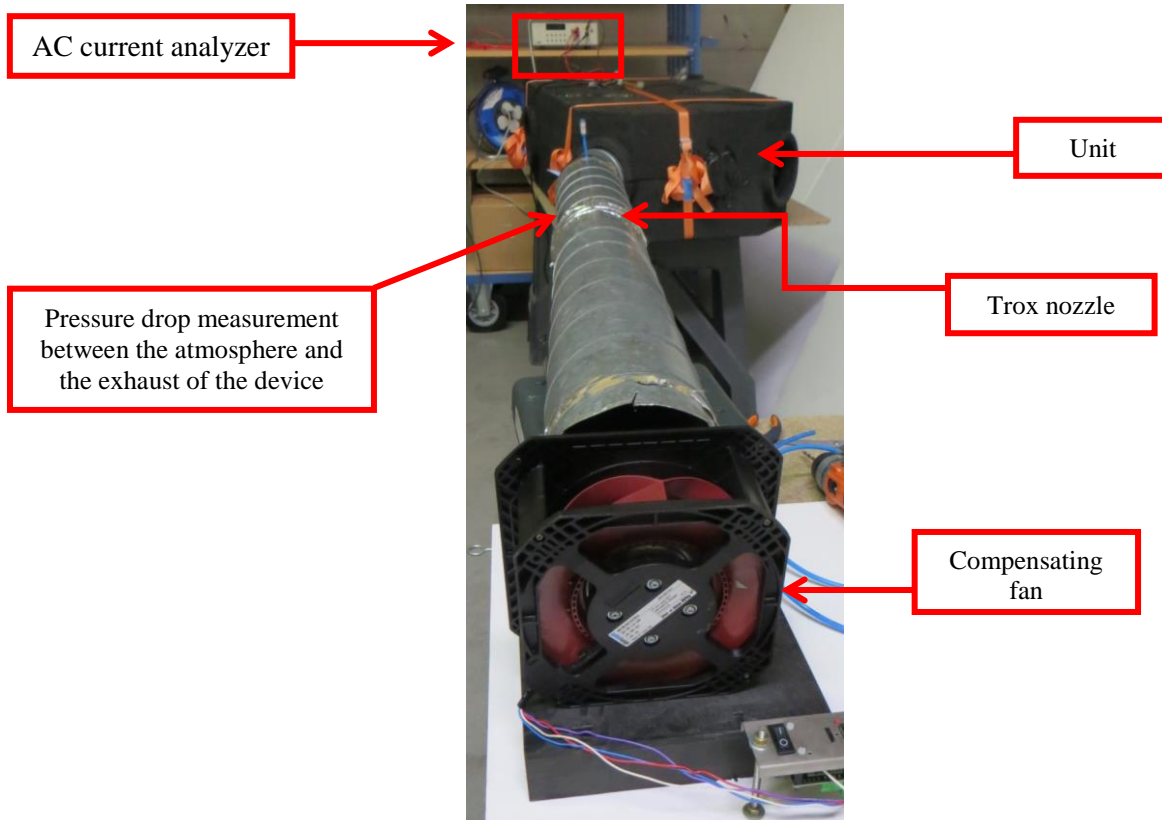 AC current analyzer
Unit
Pressure drop measurement
between the atmosphere and
the exhaust of the device
Trox nozzle
Compensating
fan